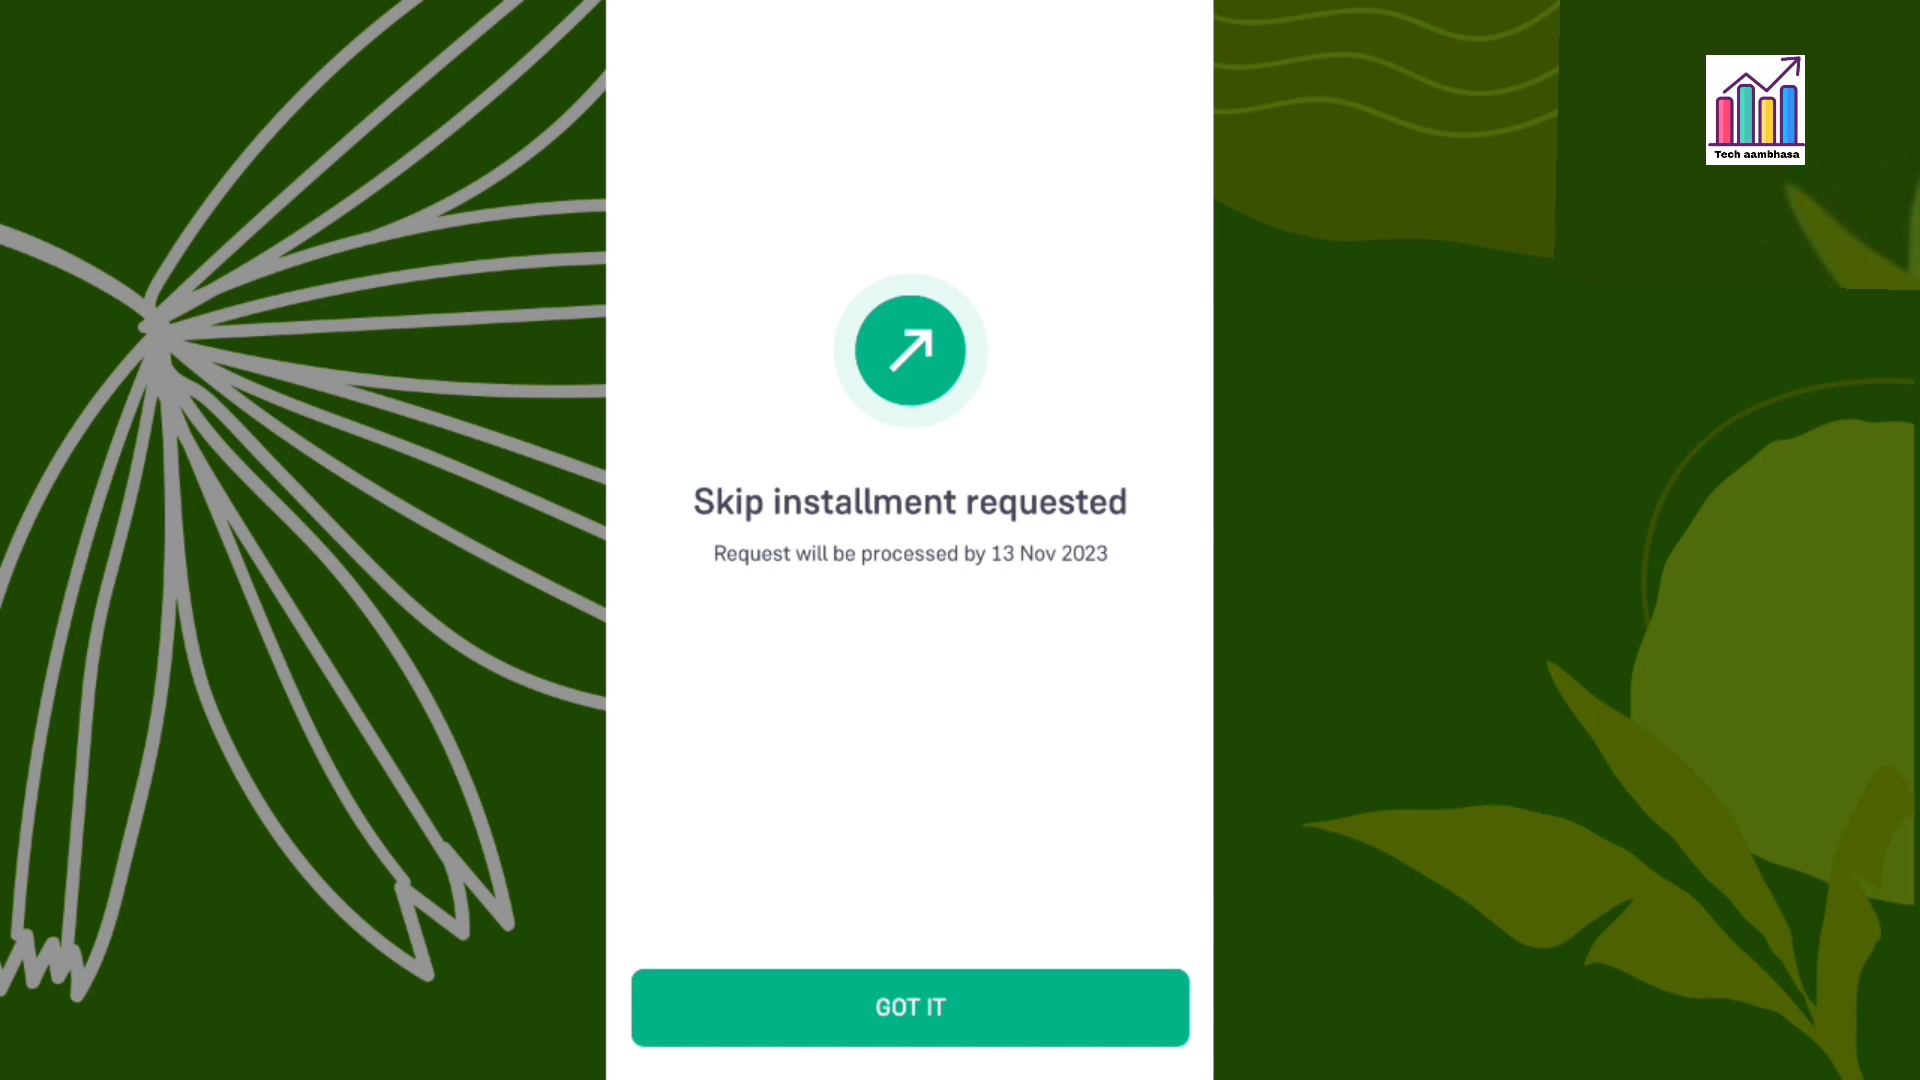 Tech aambhasa
Skip installment requested
Request will be processed by 13 Nov 2023
GOT IT